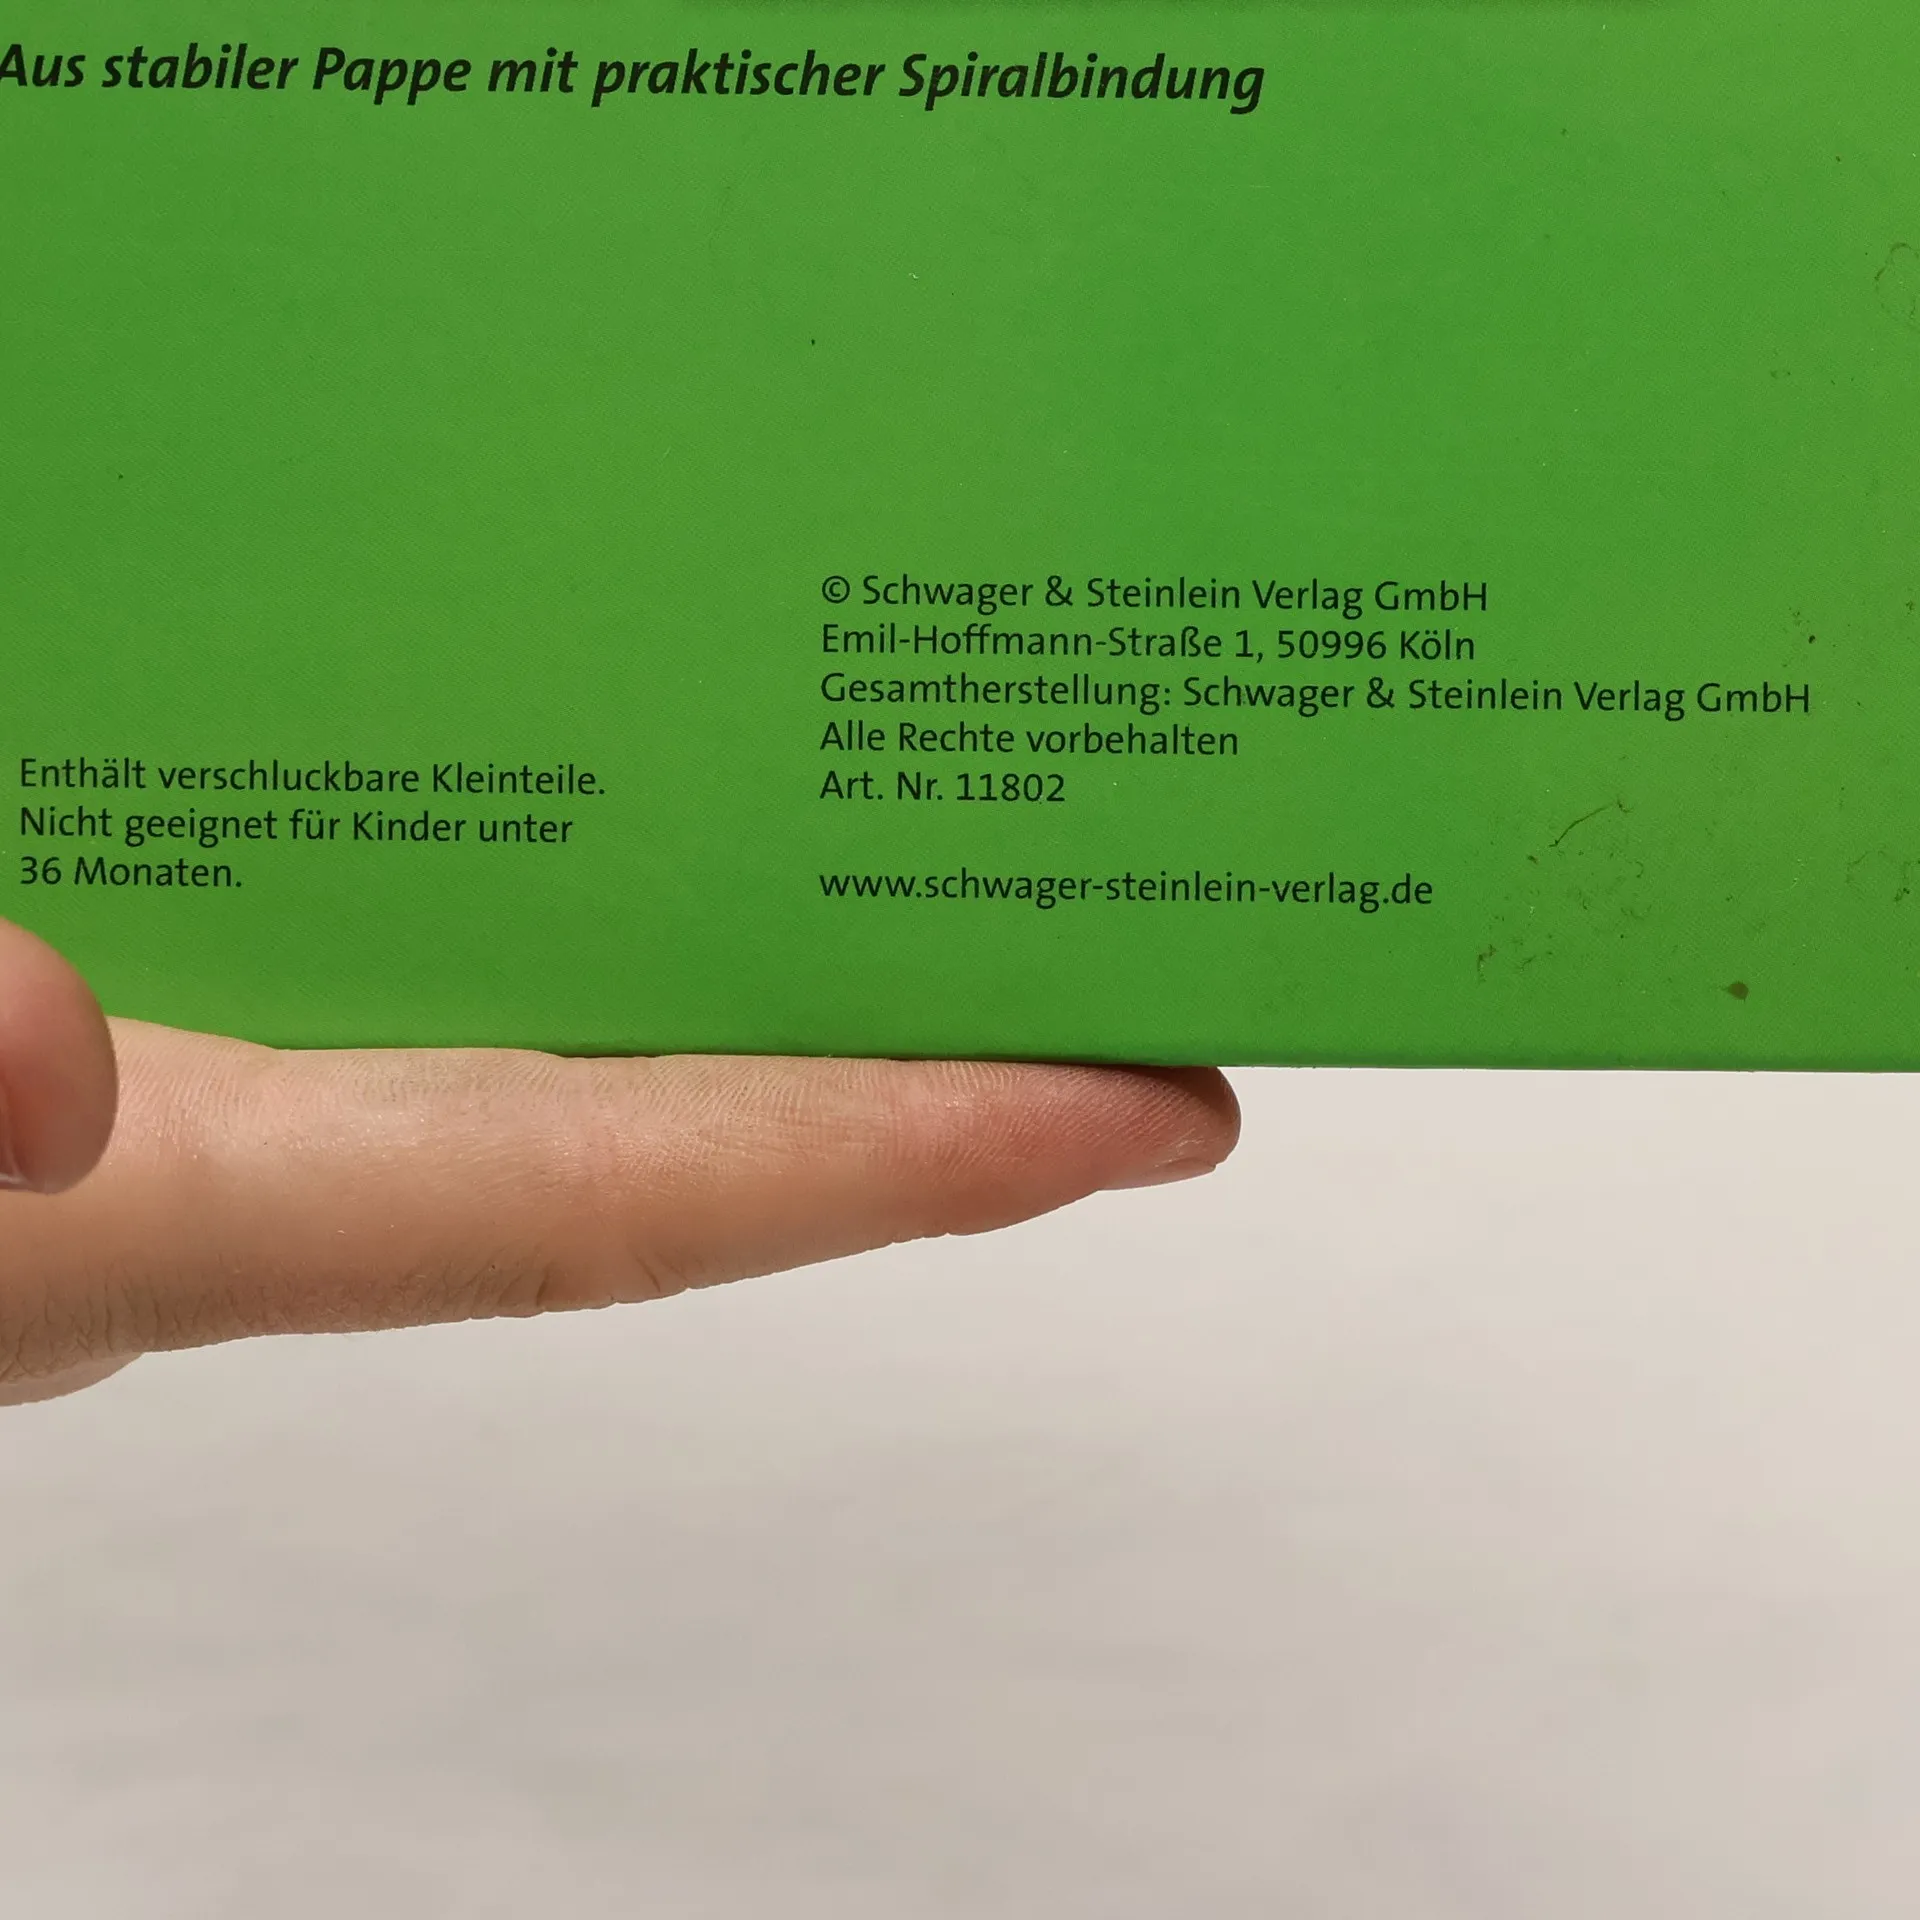 Aus stabiler Pappe mit praktischer Spiralbindung
Enthält verschluckbare Kleinteile.
Nicht geeignet für Kinder unter
36 Monaten.
© Schwager & Steinlein Verlag GmbH
Emil-Hoffmann-Straße 1, 50996 Köln
Gesamtherstellung: Schwager & Steinlein Verlag GmbH
Alle Rechte vorbehalten
Art. Nr. 11802
www.schwager-steinlein-verlag.de